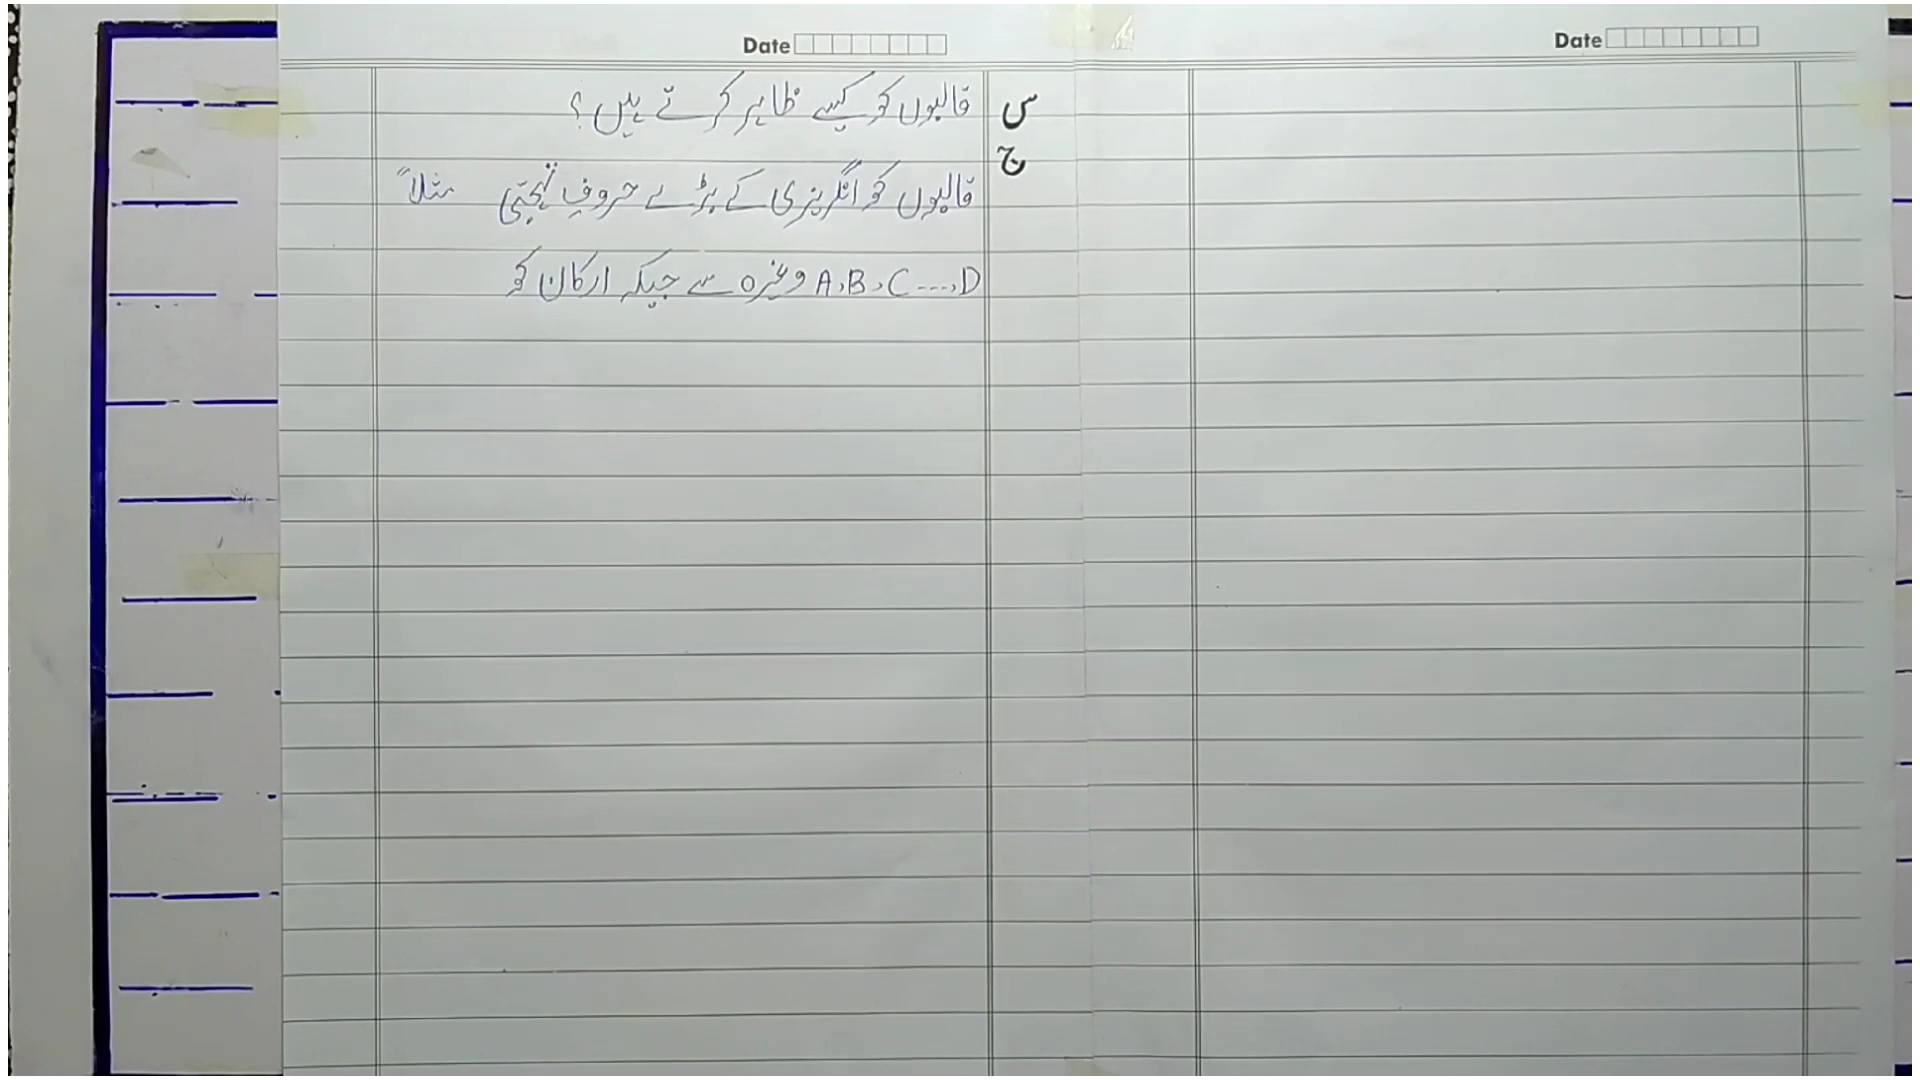 Date
Date
س قالبوں کو کیسے ظاہر کرتے ہیں؟
ج
قالبوں کو انگریزی کے بڑے حروفِ تہجّی مثلاً
A،B،C....،D وغیرہ سے جبکہ ارکان کو